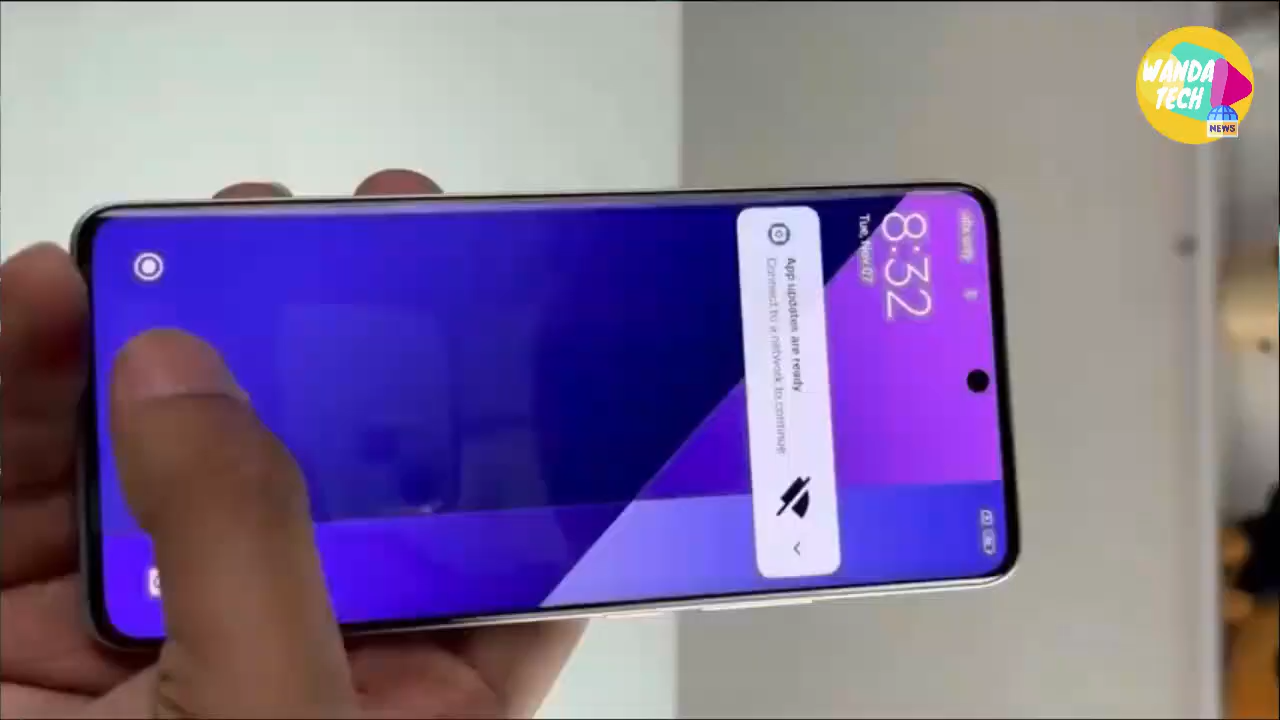 WANDA
TECH
NEWS
8:32
Tue, Nov 07
App updates are ready
Connect to a network to continue